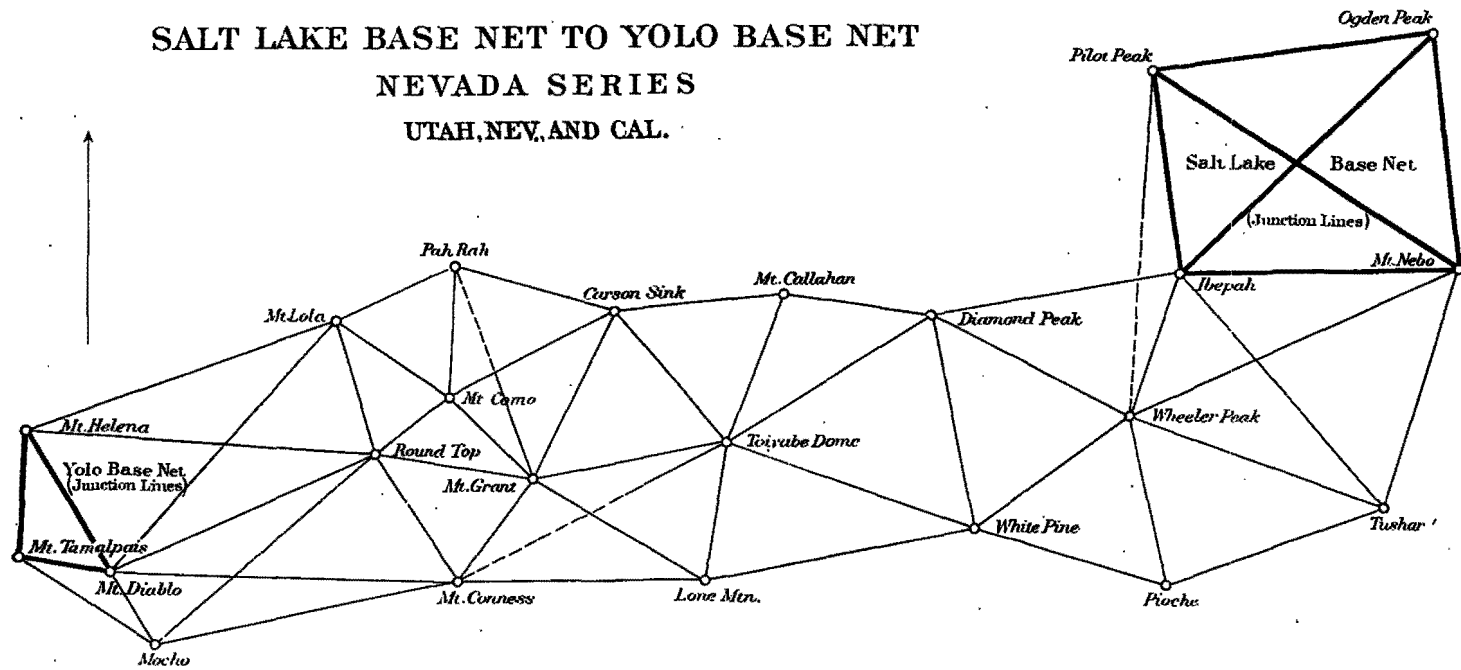 SALT LAKE BASE NET TO YOLO BASE NET
NEVADA SERIES
UTAH, NEV., AND CAL.
Ogden Peak
Pilot Peak
Salt Lake Base Net
(Junction Lines)
Mt. Nebo
Ibepah
Pah Rah
Carson Sink
Mt. Callahan
Mt. Lola
Diamond Peak
Mt. Como
Wheeler Peak
Mt. Helena
Round Top
Toiyabe Dome
Yolo Base Net
(Junction Lines)
Mt. Grant
White Pine
Tushar
Mt. Tamalpais
Mt. Diablo
Mt. Conness
Lone Mtn.
Pioche
Mocho